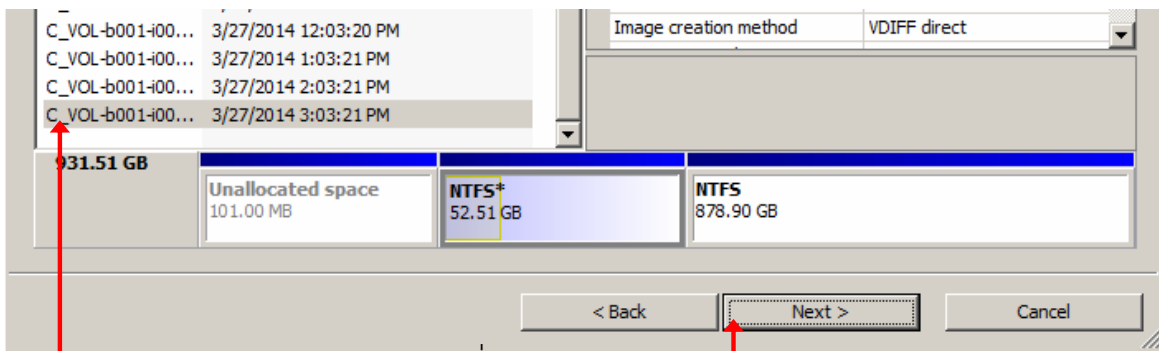 C_VOL-b001-i00... 3/27/2014 12:03:20 PM
C_VOL-b001-i00... 3/27/2014 1:03:21 PM
C_VOL-b001-i00... 3/27/2014 2:03:21 PM
C_VOL-b001-i00... 3/27/2014 3:03:21 PM
Image creation method VDIFF direct
931.51 GB
Unallocated space
101.00 MB
NTFS*
52.51 GB
NTFS
878.90 GB
< Back Next > Cancel